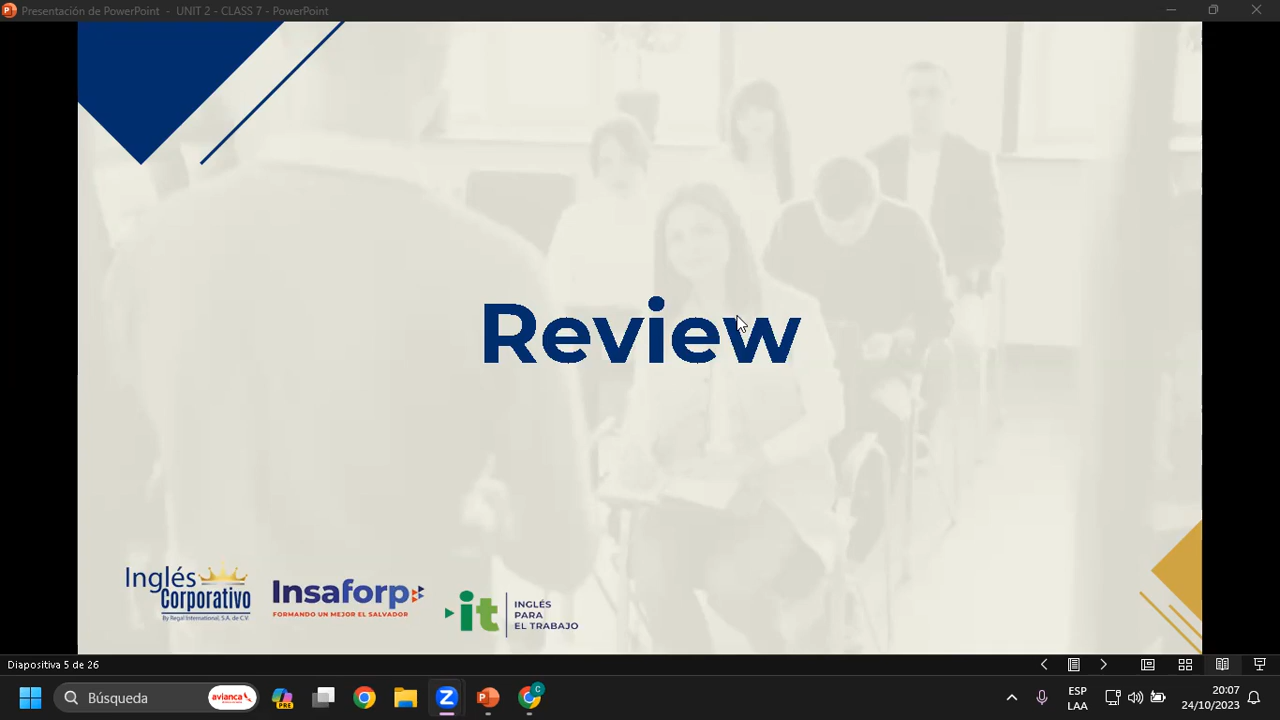 Presentación de PowerPoint - UNIT 2 - CLASS 7 - PowerPoint
Review
Inglés
Corporativo
By Regal International, S.A. de C.V.
Insaforp
FORMANDO UN MEJOR EL SALVADOR
it
INGLÉS
PARA
EL TRABAJO
Diapositiva 5 de 26
Búsqueda
avianca
PRE
C
ESP
LAA
20:07
24/10/2023